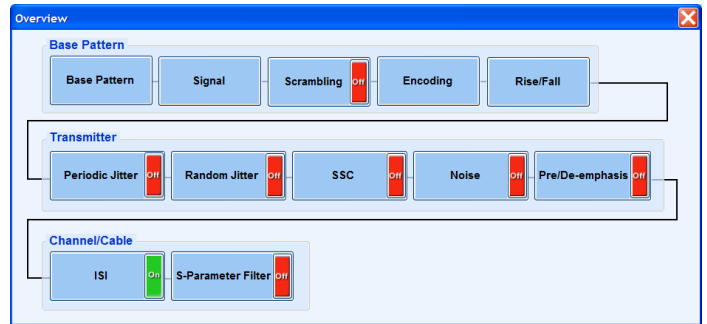 Overview
Base Pattern
Base Pattern Signal Scrambling Off Encoding Rise/Fall
Transmitter
Periodic Jitter Off Random Jitter Off SSC Off Noise Off Pre/De-emphasis Off
Channel/Cable
ISI On S-Parameter Filter Off